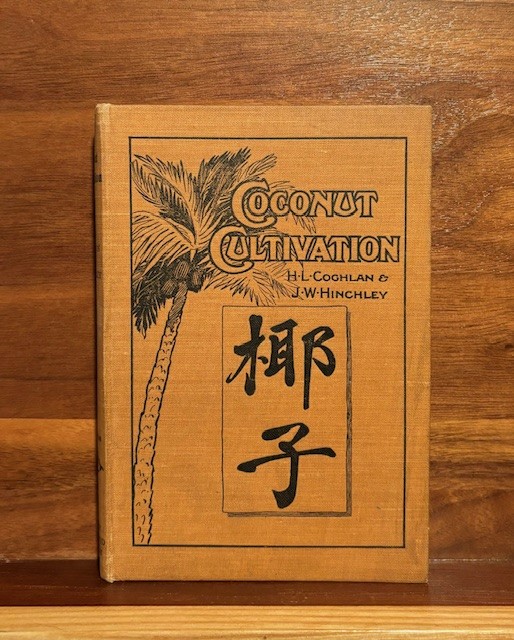 COCONUT
CULTIVATION
H·L·COGHLAN &
J·W·HINCHLEY
椰
子